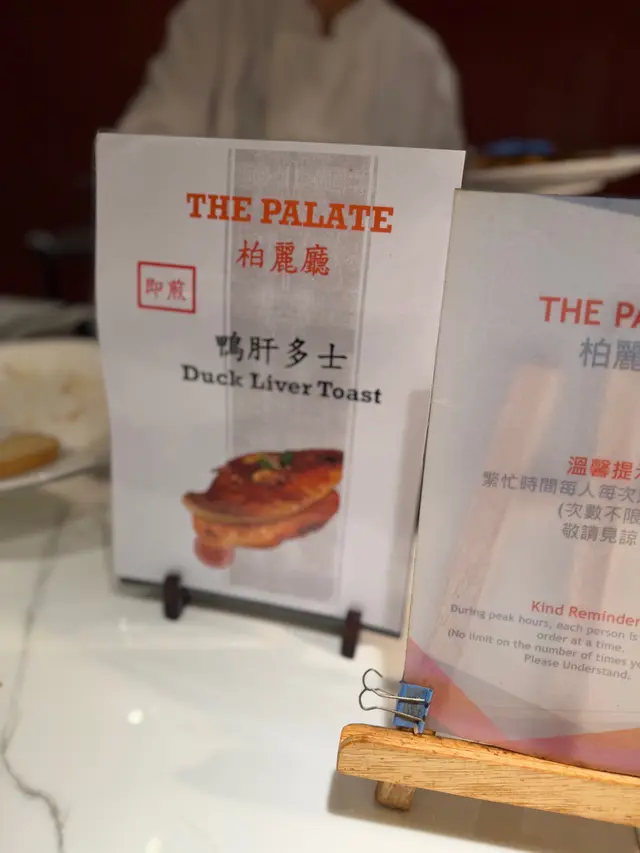 THE PALATE
柏麗廳
即煎
鴨肝多士
Duck Liver Toast
THE
柏麗
溫馨提
繁忙時間每人每次
(次數不限
敬請見諒
Kind Reminder
During peak hours, each person is
order at a time.
(No limit on the number of times
Please Understand.